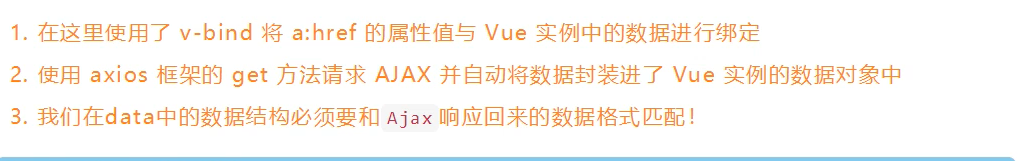 1. 在这里使用了 v-bind 将 a:href 的属性值与 Vue 实例中的数据进行绑定
2. 使用 axios 框架的 get 方法请求 AJAX 并自动将数据封装进了 Vue 实例的数据对象中
3. 我们在data中的数据结构必须要和Ajax响应回来的数据格式匹配！